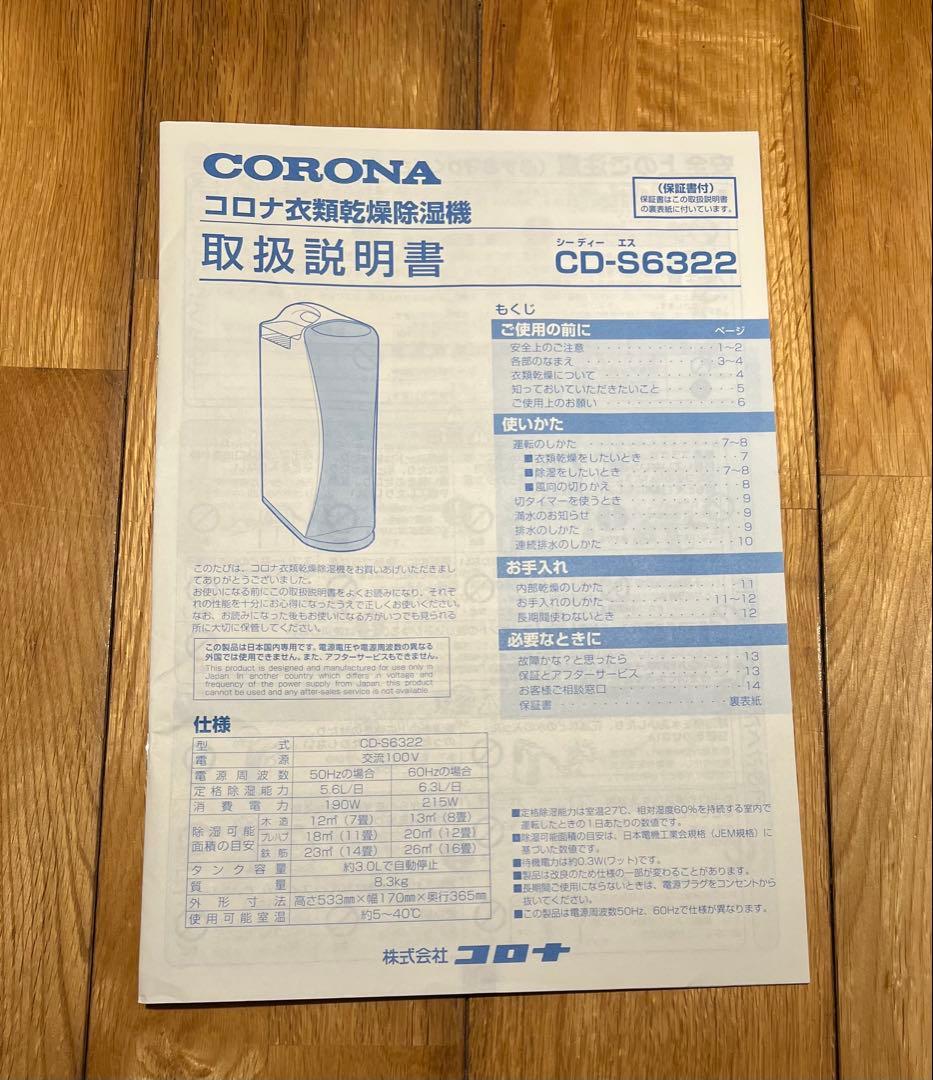 CORONA
コロナ衣類乾燥除湿機
取扱説明書
(保証書付)
保証書はこの取扱説明書
の裏表紙に付いています。
シーディー エス
CD-S6322
もくじ
ご使用の前に ページ
安全上のご注意 1~2
各部のなまえ 3~4
衣類乾燥について 4
知っておいていただきたいこと 5
ご使用上のお願い 6
使いかた
運転のしかた 7~8
■衣類乾燥をしたいとき 7
■除湿をしたいとき 7~8
■風向の切りかえ 8
切タイマーを使うとき 9
満水のお知らせ 9
排水のしかた 9
連続排水のしかた 10
お手入れ
内部乾燥のしかた 11
お手入れのしかた 11~12
長期間使わないとき 12
必要なときに
故障かな?と思ったら 13
保証とアフターサービス 13
お客様ご相談窓口 14
保証書 裏表紙
このたびは、コロナ衣類乾燥除湿機をお買いあげいただきまし
てありがとうございました。
お使いになる前にこの取扱説明書をよくお読みになり、それぞ
れの性能を十分にお心得になったうえで正しくお使いください。
なお、お読みになった後もお使いになる方がいつでも見られる
所に大切に保管してください。
この製品は日本国内専用です。電源電圧や電源周波数の異なる
外国では使用できません。また、アフターサービスもできません。
This product is designed and manufactured for use only in
Japan. In another country which differs in voltage and
frequency of the power supply from Japan, this product
cannot be used and any after-sales service is not available.
仕様
型式 CD-S6322
電源 交流100V
電源周波数 50Hzの場合 60Hzの場合
定格除湿能力 5.6L/日 6.3L/日
消費電力 190W 215W
除湿可能面積の目安 木造 12㎡(7畳) 13㎡(8畳)
プレハブ 18㎡(11畳) 20㎡(12畳)
鉄筋 23㎡(14畳) 26㎡(16畳)
タンク容量 約3.0Lで自動停止
質量 8.3kg
外形寸法 高さ533mm×幅170mm×奥行365mm
使用可能室温 約5~40℃
■定格除湿能力は室温27℃、相対湿度60%を持続する室内で
運転したときの1日あたりの数値です。
■除湿可能面積の目安は、日本電機工業会規格(JEM規格)に
基づいた数値です。
■待機電力は約0.3W(ワット)です。
■製品は改良のため仕様の一部が変わることがあります。
■長期間ご使用にならないときは、電源プラグをコンセントから
抜いてください。
■この製品は電源周波数50Hz、60Hzで仕様が異なります。
株式会社 コロナ